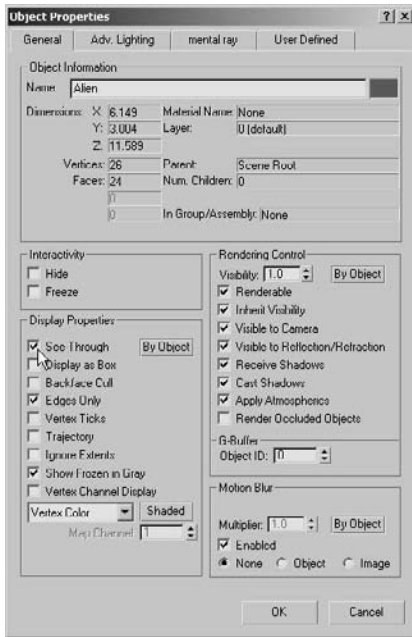 Object Properties
General Adv. Lighting mental ray User Defined
Object Information
Name: Alien
Dimensions: X: 6.149 Material Name: None
Y: 3.004 Layer: 0 (default)
Z: 11.589
Vertices: 26 Parent: Scene Root
Faces: 24 Num. Children: 0
0
0 In Group/Assembly: None
Interactivity
Hide
Freeze
Display Properties
See-Through By Object
Display as Box
Backface Cull
Edges Only
Vertex Ticks
Trajectory
Ignore Extents
Show Frozen in Gray
Vertex Channel Display
Vertex Color Shaded
Map Channel: 1
Rendering Control
Visibility: 1.0 By Object
Renderable
Inherit Visibility
Visible to Camera
Visible to Reflection/Refraction
Receive Shadows
Cast Shadows
Apply Atmospherics
Render Occluded Objects
G-Buffer
Object ID: 0
Motion Blur
Multiplier: 1.0 By Object
Enabled
None Object Image
OK Cancel